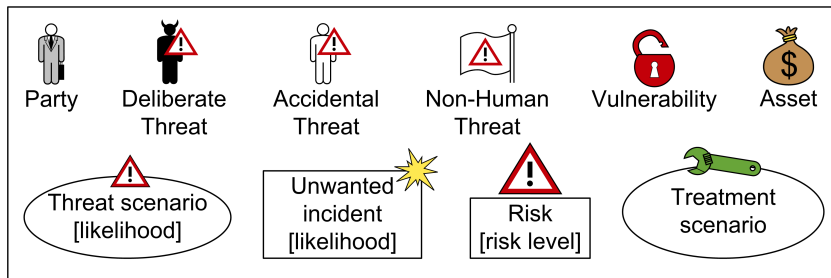 Party
Deliberate
Threat
Accidental
Threat
Non-Human
Threat
Vulnerability
$
Asset
Threat scenario
[likelihood]
Unwanted
incident
[likelihood]
Risk
[risk level]
Treatment
scenario